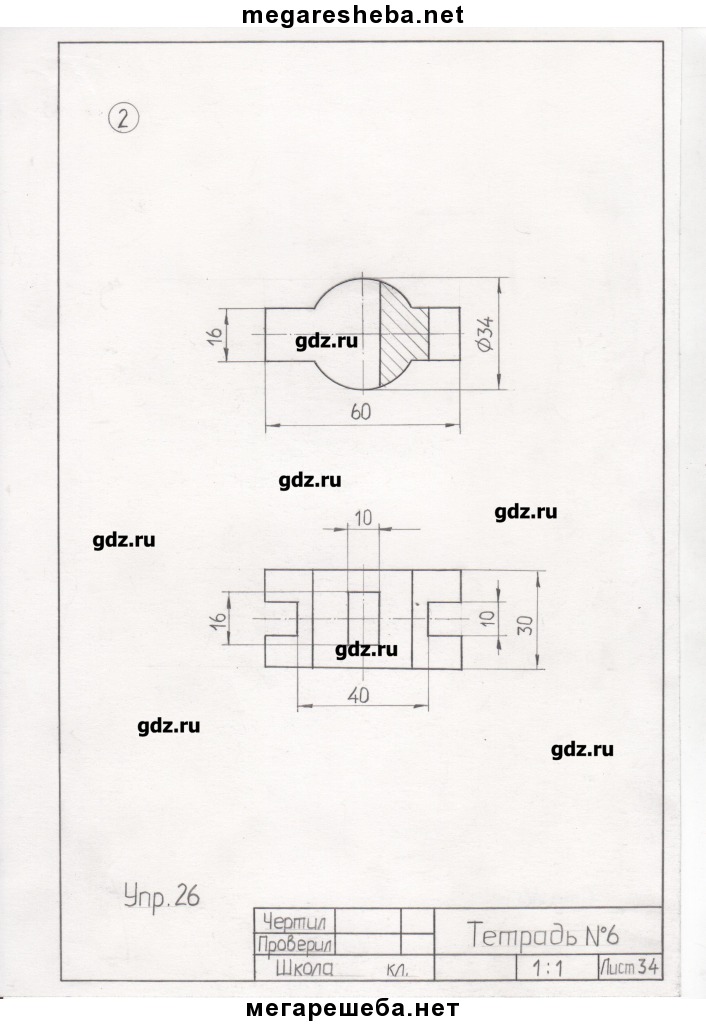 megaresheba.net
2
16
gdz.ru
Ø34
60
gdz.ru
10
gdz.ru
gdz.ru
16
10
30
gdz.ru
40
gdz.ru
gdz.ru
Упр. 26
Чертил
Проверил
Тетрадь №6
Школа кл.
1:1
Лист 34
мегарешеба.нет